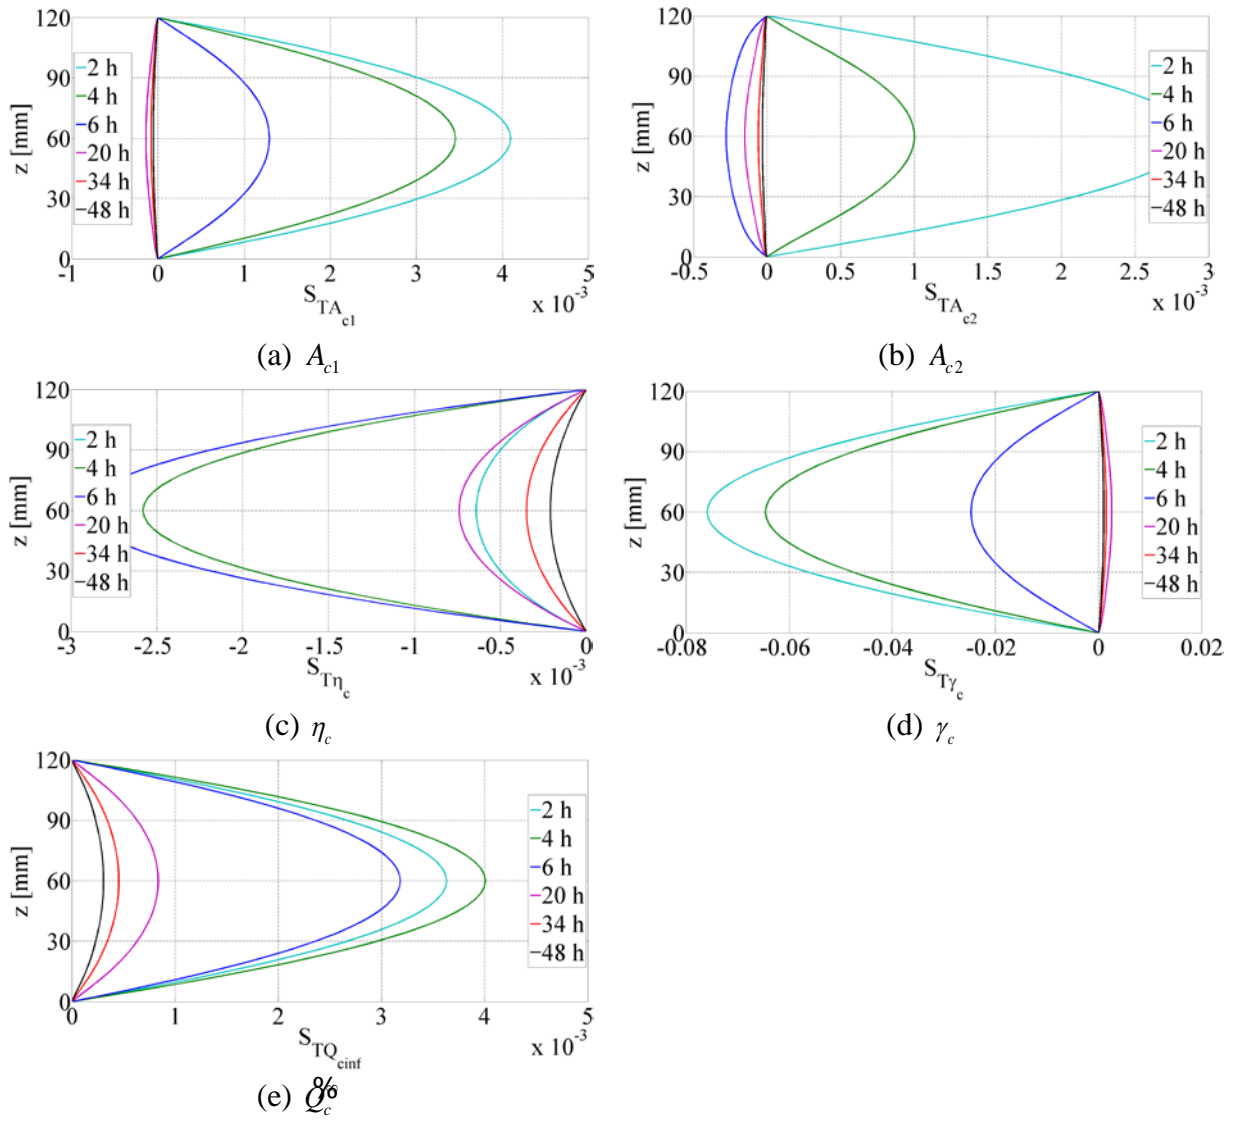 120
90
60
30
0
z [mm]
2 h
4 h
6 h
20 h
34 h
48 h
-1 0 1 2 3 4 5
S_TA_c1
x 10^-3
(a) A_c1
120
90
60
30
0
z [mm]
2 h
4 h
6 h
20 h
34 h
48 h
-0.5 0 0.5 1 1.5 2 2.5 3
S_TA_c2
x 10^-3
(b) A_c2
120
90
60
30
0
z [mm]
2 h
4 h
6 h
20 h
34 h
48 h
-3 -2.5 -2 -1.5 -1 -0.5 0
S_Tη_c
x 10^-3
(c) η_c
120
90
60
30
0
z [mm]
2 h
4 h
6 h
20 h
34 h
48 h
-0.08 -0.06 -0.04 -0.02 0 0.02
S_Tγ_c
(d) γ_c
120
90
60
30
0
z [mm]
2 h
4 h
6 h
20 h
34 h
48 h
0 1 2 3 4 5
S_TQ_cinf
x 10^-3
(e) Q_c